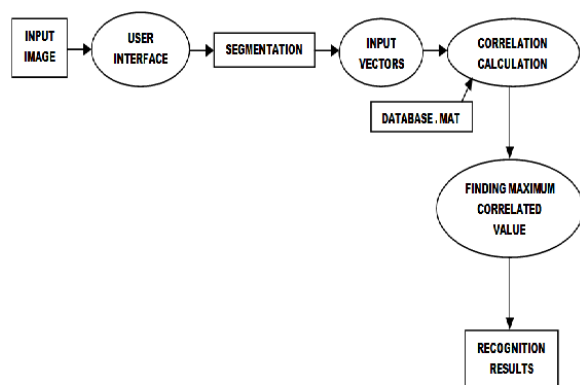 INPUT
IMAGE
USER
INTERFACE
SEGMENTATION
INPUT
VECTORS
CORRELATION
CALCULATION
DATABASE . MAT
FINDING MAXIMUM
CORRELATED
VALUE
RECOGNITION
RESULTS